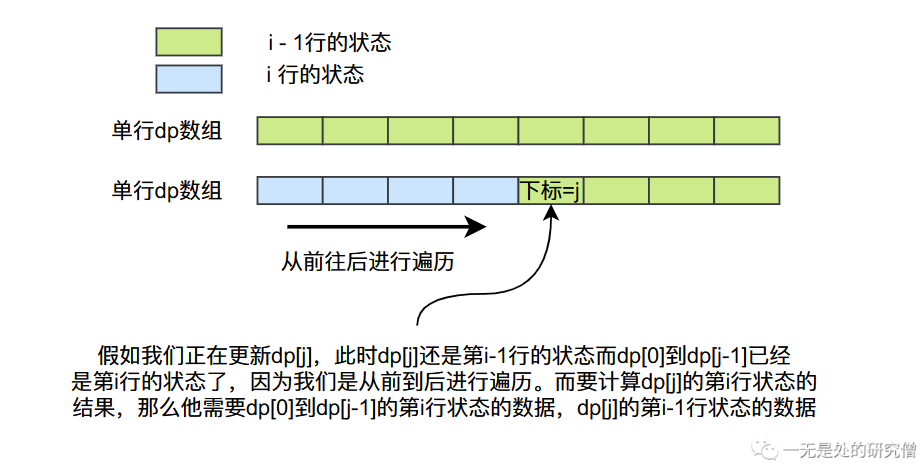 i - 1行的状态
i 行的状态
单行dp数组
单行dp数组
下标=j
从前往后进行遍历
假如我们正在更新dp[j]，此时dp[j]还是第i-1行的状态而dp[0]到dp[j-1]已经
是第i行的状态了，因为我们是从前到后进行遍历。而要计算dp[j]的第i行状态的
结果，那么他需要dp[0]到dp[j-1]的第i行状态的数据，dp[j]的第i-1行状态的数据
一无是处的研究僧